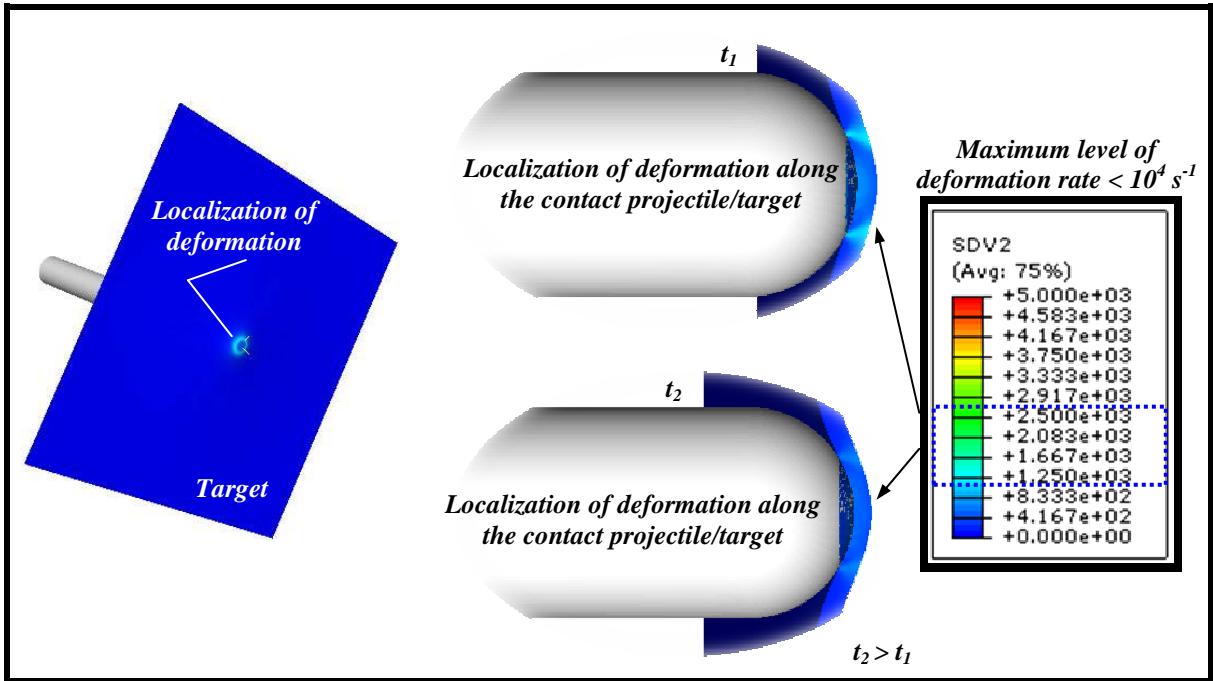 Localization of
deformation
Target
t1
Localization of deformation along
the contact projectile/target
t2
Localization of deformation along
the contact projectile/target
t2 > t1
Maximum level of
deformation rate < 10^4 s^-1
SDV2
(Avg: 75%)
+5.000e+03
+4.583e+03
+4.167e+03
+3.750e+03
+3.333e+03
+2.917e+03
+2.500e+03
+2.083e+03
+1.667e+03
+1.250e+03
+8.333e+02
+4.167e+02
+0.000e+00